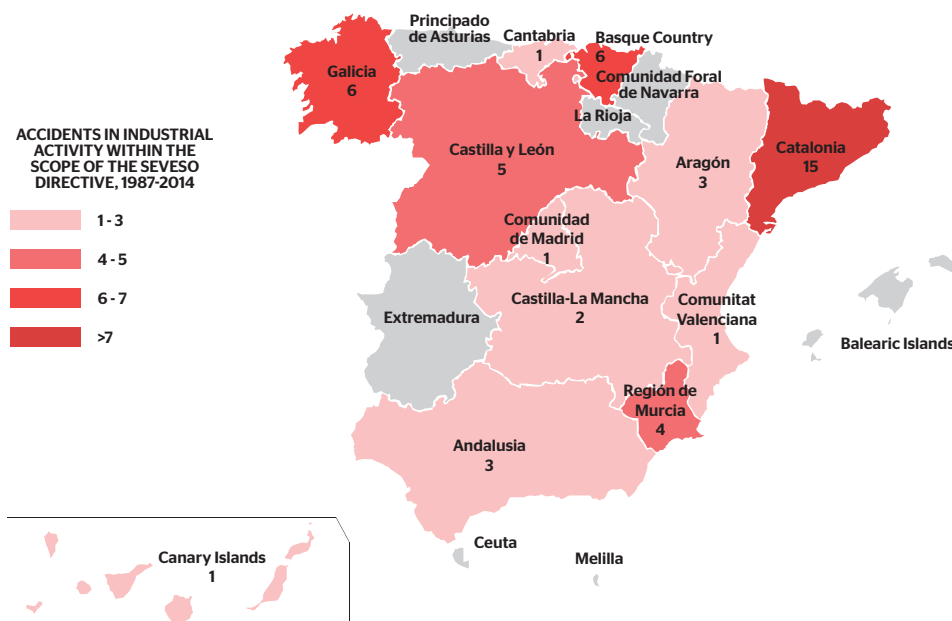 Principado
de Asturias
Cantabria
1
Basque Country
6
Galicia
6
Comunidad Foral
de Navarra
La Rioja
ACCIDENTS IN INDUSTRIAL
ACTIVITY WITHIN THE
SCOPE OF THE SEVESO
DIRECTIVE, 1987-2014
1 - 3
4 - 5
6 - 7
>7
Castilla y León
5
Aragón
3
Catalonia
15
Comunidad
de Madrid
1
Extremadura
Castilla-La Mancha
2
Comunitat
Valenciana
1
Balearic Islands
Región de
Murcia
4
Andalusia
3
Ceuta
Melilla
Canary Islands
1